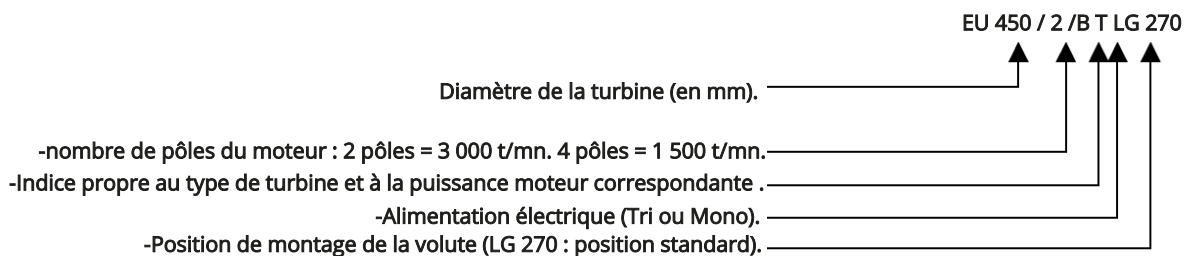 EU 450 / 2 /B T LG 270
Diamètre de la turbine (en mm).
-nombre de pôles du moteur : 2 pôles = 3 000 t/mn. 4 pôles = 1 500 t/mn.
-Indice propre au type de turbine et à la puissance moteur correspondante .
-Alimentation électrique (Tri ou Mono).
-Position de montage de la volute (LG 270 : position standard).